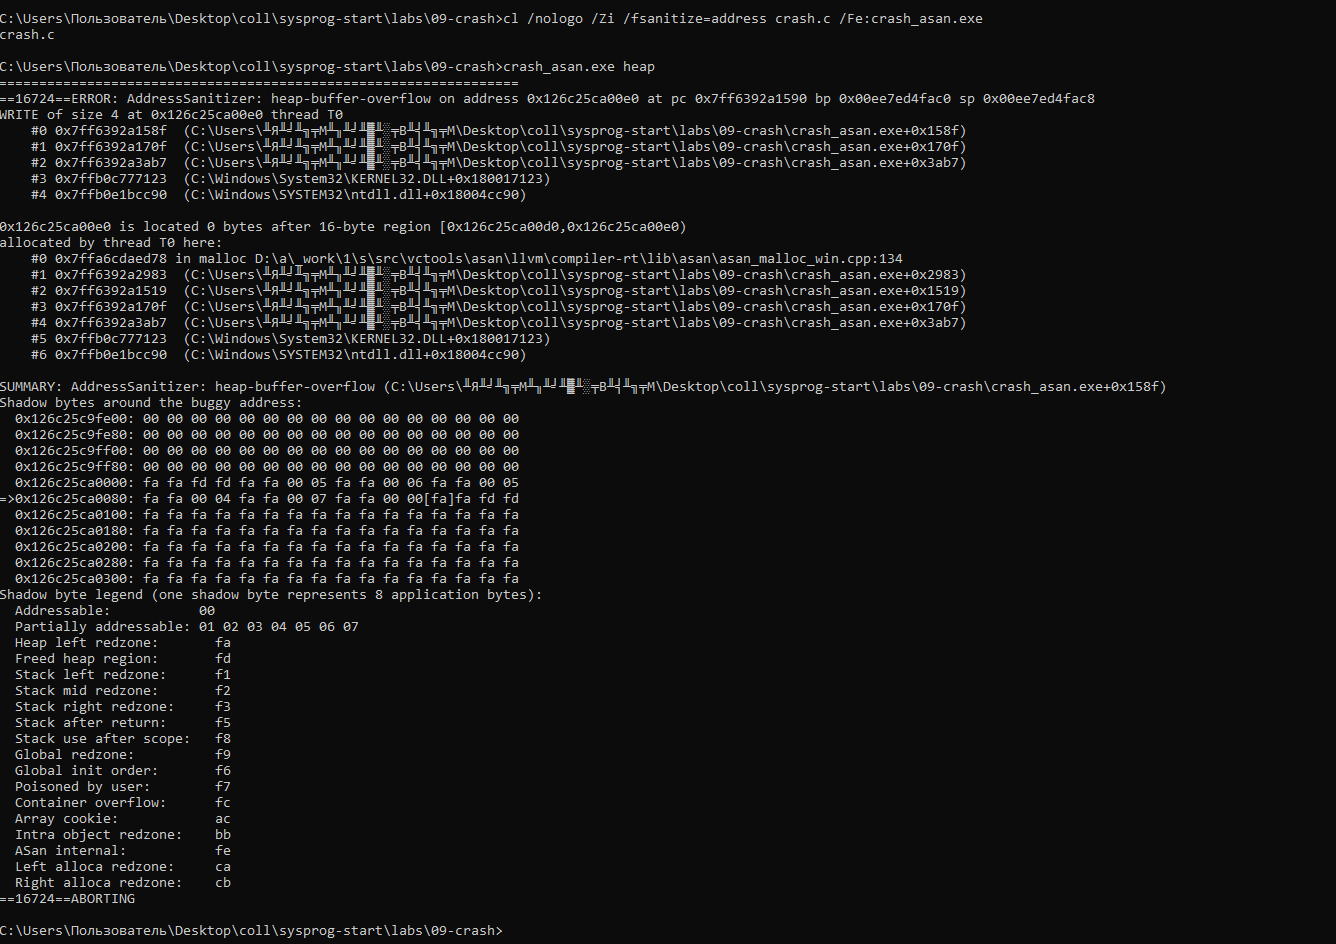 C:\Users\Пользователь\Desktop\coll\sysprog-start\labs\09-crash>cl /nologo /Zi /fsanitize=address crash.c /Fe:crash_asan.exe
crash.c
C:\Users\Пользователь\Desktop\coll\sysprog-start\labs\09-crash>crash_asan.exe heap
=================================================================
==16724==ERROR: AddressSanitizer: heap-buffer-overflow on address 0x126c25ca00e0 at pc 0x7ff6392a1590 bp 0x00ee7ed4fac0 sp 0x00ee7ed4fac8
WRITE of size 4 at 0x126c25ca00e0 thread T0
#0 0x7ff6392a158f (C:\Users\\Desktop\coll\sysprog-start\labs\09-crash\crash_asan.exe+0x158f)
#1 0x7ff6392a170f (C:\Users\\Desktop\coll\sysprog-start\labs\09-crash\crash_asan.exe+0x170f)
#2 0x7ff6392a3ab7 (C:\Users\\Desktop\coll\sysprog-start\labs\09-crash\crash_asan.exe+0x3ab7)
#3 0x7ffb0c777123 (C:\Windows\System32\KERNEL32.DLL+0x180017123)
#4 0x7ffb0e1bcc90 (C:\Windows\SYSTEM32\ntdll.dll+0x18004cc90)
0x126c25ca00e0 is located 0 bytes after 16-byte region [0x126c25ca00d0,0x126c25ca00e0)
allocated by thread T0 here:
#0 0x7ffa6cdaed78 in malloc D:\a\_work\1\s\src\vctools\asan\llvm\compiler-rt\lib\asan\asan_malloc_win.cpp:134
#1 0x7ff6392a2983 (C:\Users\\Desktop\coll\sysprog-start\labs\09-crash\crash_asan.exe+0x2983)
#2 0x7ff6392a1519 (C:\Users\\Desktop\coll\sysprog-start\labs\09-crash\crash_asan.exe+0x1519)
#3 0x7ff6392a170f (C:\Users\\Desktop\coll\sysprog-start\labs\09-crash\crash_asan.exe+0x170f)
#4 0x7ff6392a3ab7 (C:\Users\\Desktop\coll\sysprog-start\labs\09-crash\crash_asan.exe+0x3ab7)
#5 0x7ffb0c777123 (C:\Windows\System32\KERNEL32.DLL+0x180017123)
#6 0x7ffb0e1bcc90 (C:\Windows\SYSTEM32\ntdll.dll+0x18004cc90)
SUMMARY: AddressSanitizer: heap-buffer-overflow (C:\Users\\Desktop\coll\sysprog-start\labs\09-crash\crash_asan.exe+0x158f)
Shadow bytes around the buggy address:
0x126c25c9fe00: 00 00 00 00 00 00 00 00 00 00 00 00 00 00 00 00
0x126c25c9fe80: 00 00 00 00 00 00 00 00 00 00 00 00 00 00 00 00
0x126c25c9ff00: 00 00 00 00 00 00 00 00 00 00 00 00 00 00 00 00
0x126c25c9ff80: 00 00 00 00 00 00 00 00 00 00 00 00 00 00 00 00
0x126c25ca0000: fa fa fd fd fa fa 00 05 fa fa 00 06 fa fa 00 05
=>0x126c25ca0080: fa fa 00 04 fa fa 00 07 fa fa 00 00[fa]fa fd fd
0x126c25ca0100: fa fa fa fa fa fa fa fa fa fa fa fa fa fa fa fa
0x126c25ca0180: fa fa fa fa fa fa fa fa fa fa fa fa fa fa fa fa
0x126c25ca0200: fa fa fa fa fa fa fa fa fa fa fa fa fa fa fa fa
0x126c25ca0280: fa fa fa fa fa fa fa fa fa fa fa fa fa fa fa fa
0x126c25ca0300: fa fa fa fa fa fa fa fa fa fa fa fa fa fa fa fa
Shadow byte legend (one shadow byte represents 8 application bytes):
Addressable: 00
Partially addressable: 01 02 03 04 05 06 07
Heap left redzone: fa
Freed heap region: fd
Stack left redzone: f1
Stack mid redzone: f2
Stack right redzone: f3
Stack after return: f5
Stack use after scope: f8
Global redzone: f9
Global init order: f6
Poisoned by user: f7
Container overflow: fc
Array cookie: ac
Intra object redzone: bb
ASan internal: fe
Left alloca redzone: ca
Right alloca redzone: cb
==16724==ABORTING
C:\Users\Пользователь\Desktop\coll\sysprog-start\labs\09-crash>